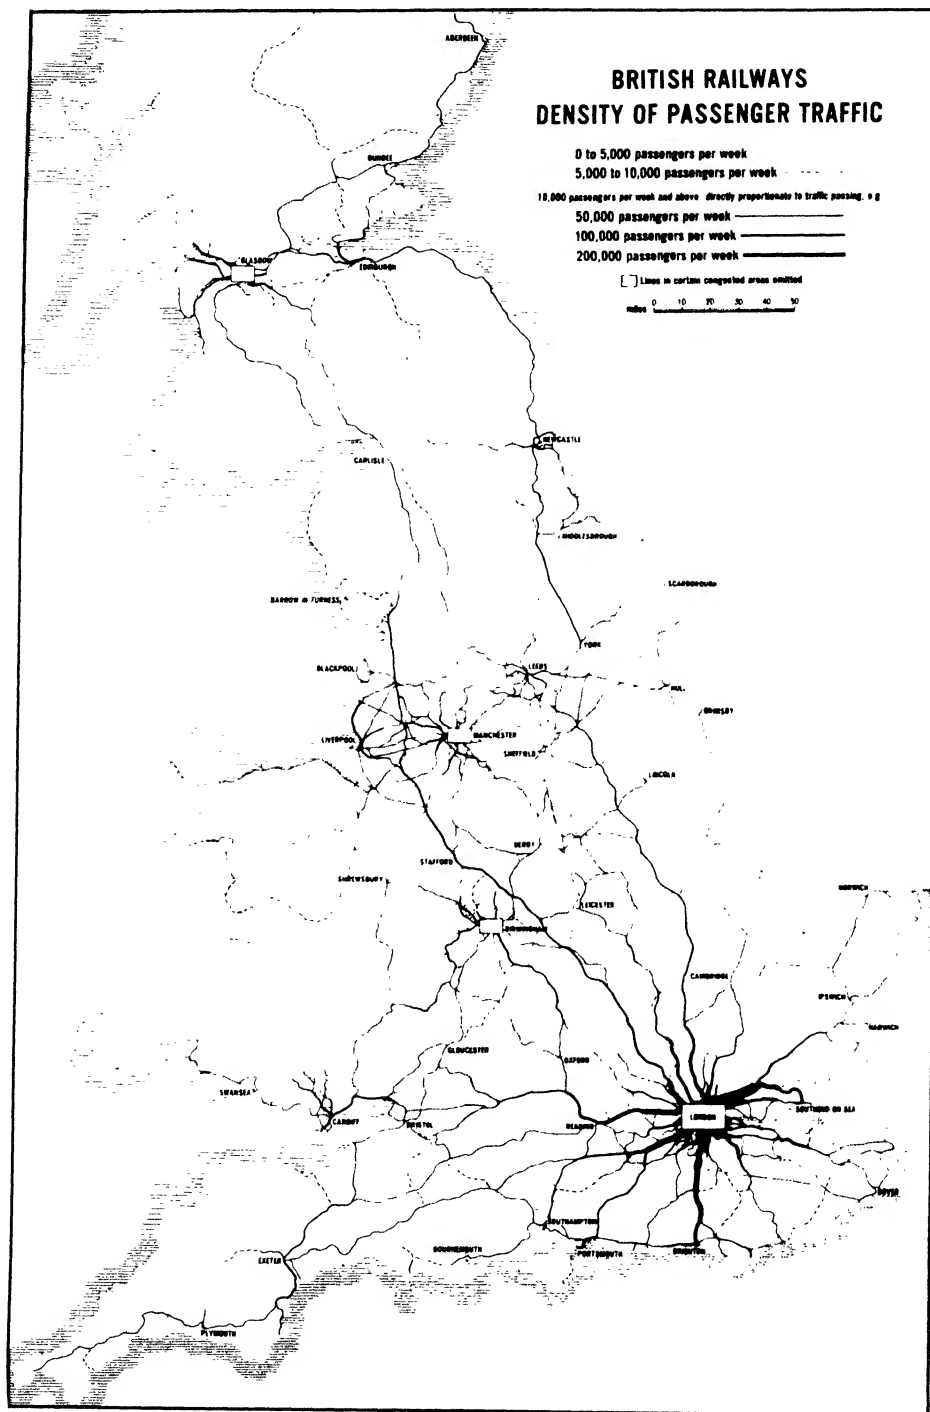 BRITISH RAILWAYS
DENSITY OF PASSENGER TRAFFIC
0 to 5,000 passengers per week
5,000 to 10,000 passengers per week
10,000 passengers per week and above directly proportionate to traffic passing. e g
50,000 passengers per week
100,000 passengers per week
200,000 passengers per week
Lines in certain congested areas omitted
miles 0 10 20 30 40 50
ABERDEEN
DUNDEE
GLASGOW
EDINBURGH
NEWCASTLE
CARLISLE
MIDDLESBROUGH
SCARBOROUGH
BARROW IN FURNESS
YORK
BLACKPOOL
LEEDS
HUL
GRIMSBY
LIVERPOOL
MANCHESTER
SHEFFIELD
LINCOLN
DERBY
STAFFORD
SHREWSBURY
LEICESTER
NORWICH
BIRMINGHAM
CAMBRIDGE
IPSWICH
HARWICH
GLOUCESTER
OXFORD
SWANSEA
CARDIFF
BRISTOL
READING
LONDON
SOUTHEND ON SEA
DOVER
SOUTHAMPTON
BOURNEMOUTH
PORTSMOUTH
BRIGHTON
EXETER
PLYMOUTH